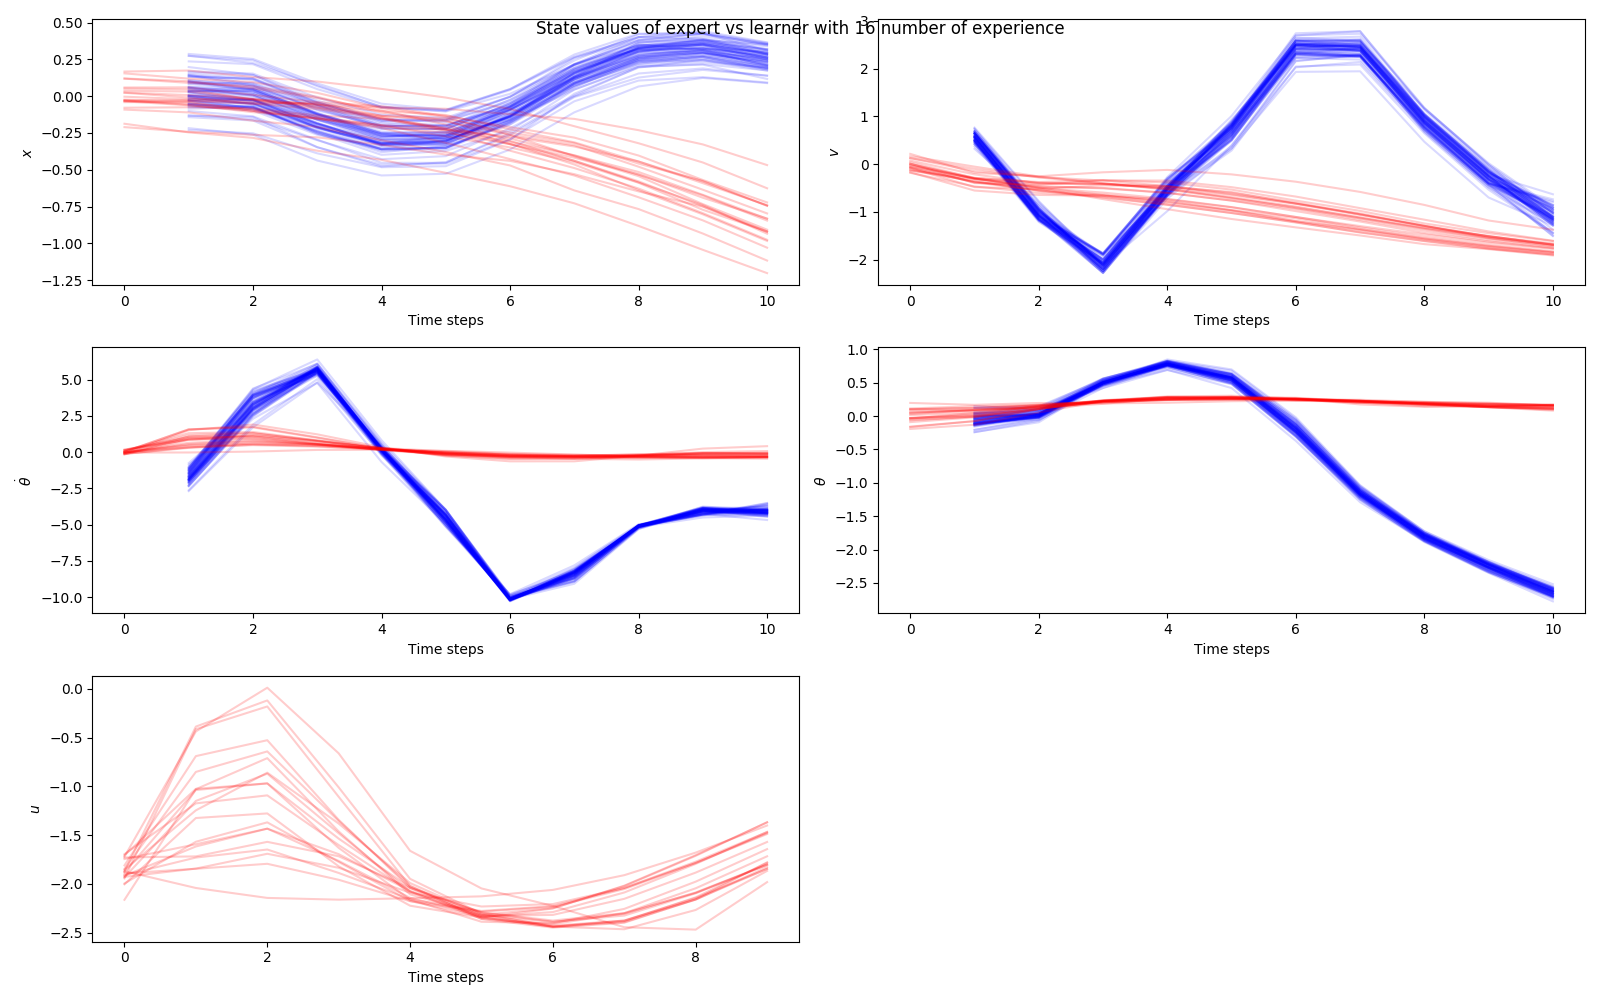 State values of expert vs learner with 16 number of experience
0.50
0.25
0.00
−0.25
−0.50
−0.75
−1.00
−1.25
x
0 2 4 6 8 10
Time steps
3
2
1
0
−1
−2
v
0 2 4 6 8 10
Time steps
5.0
2.5
0.0
−2.5
−5.0
−7.5
−10.0
θ̇
0 2 4 6 8 10
Time steps
1.0
0.5
0.0
−0.5
−1.0
−1.5
−2.0
−2.5
θ
0 2 4 6 8 10
Time steps
0.0
−0.5
−1.0
−1.5
−2.0
−2.5
u
0 2 4 6 8
Time steps